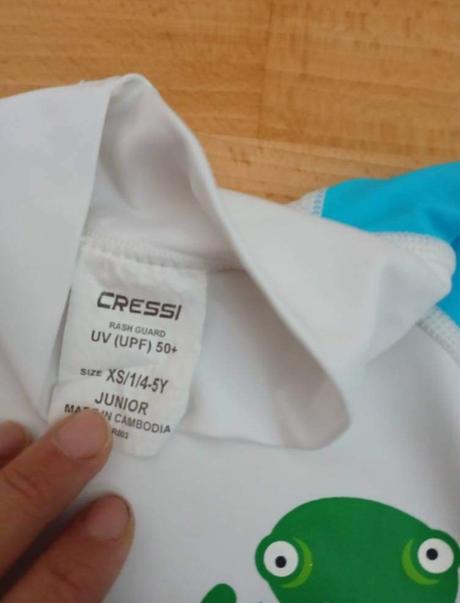 CRESSI
RASH GUARD
UV (UPF) 50+
SIZE XS/1/4-5Y
JUNIOR
IN CAMBODIA